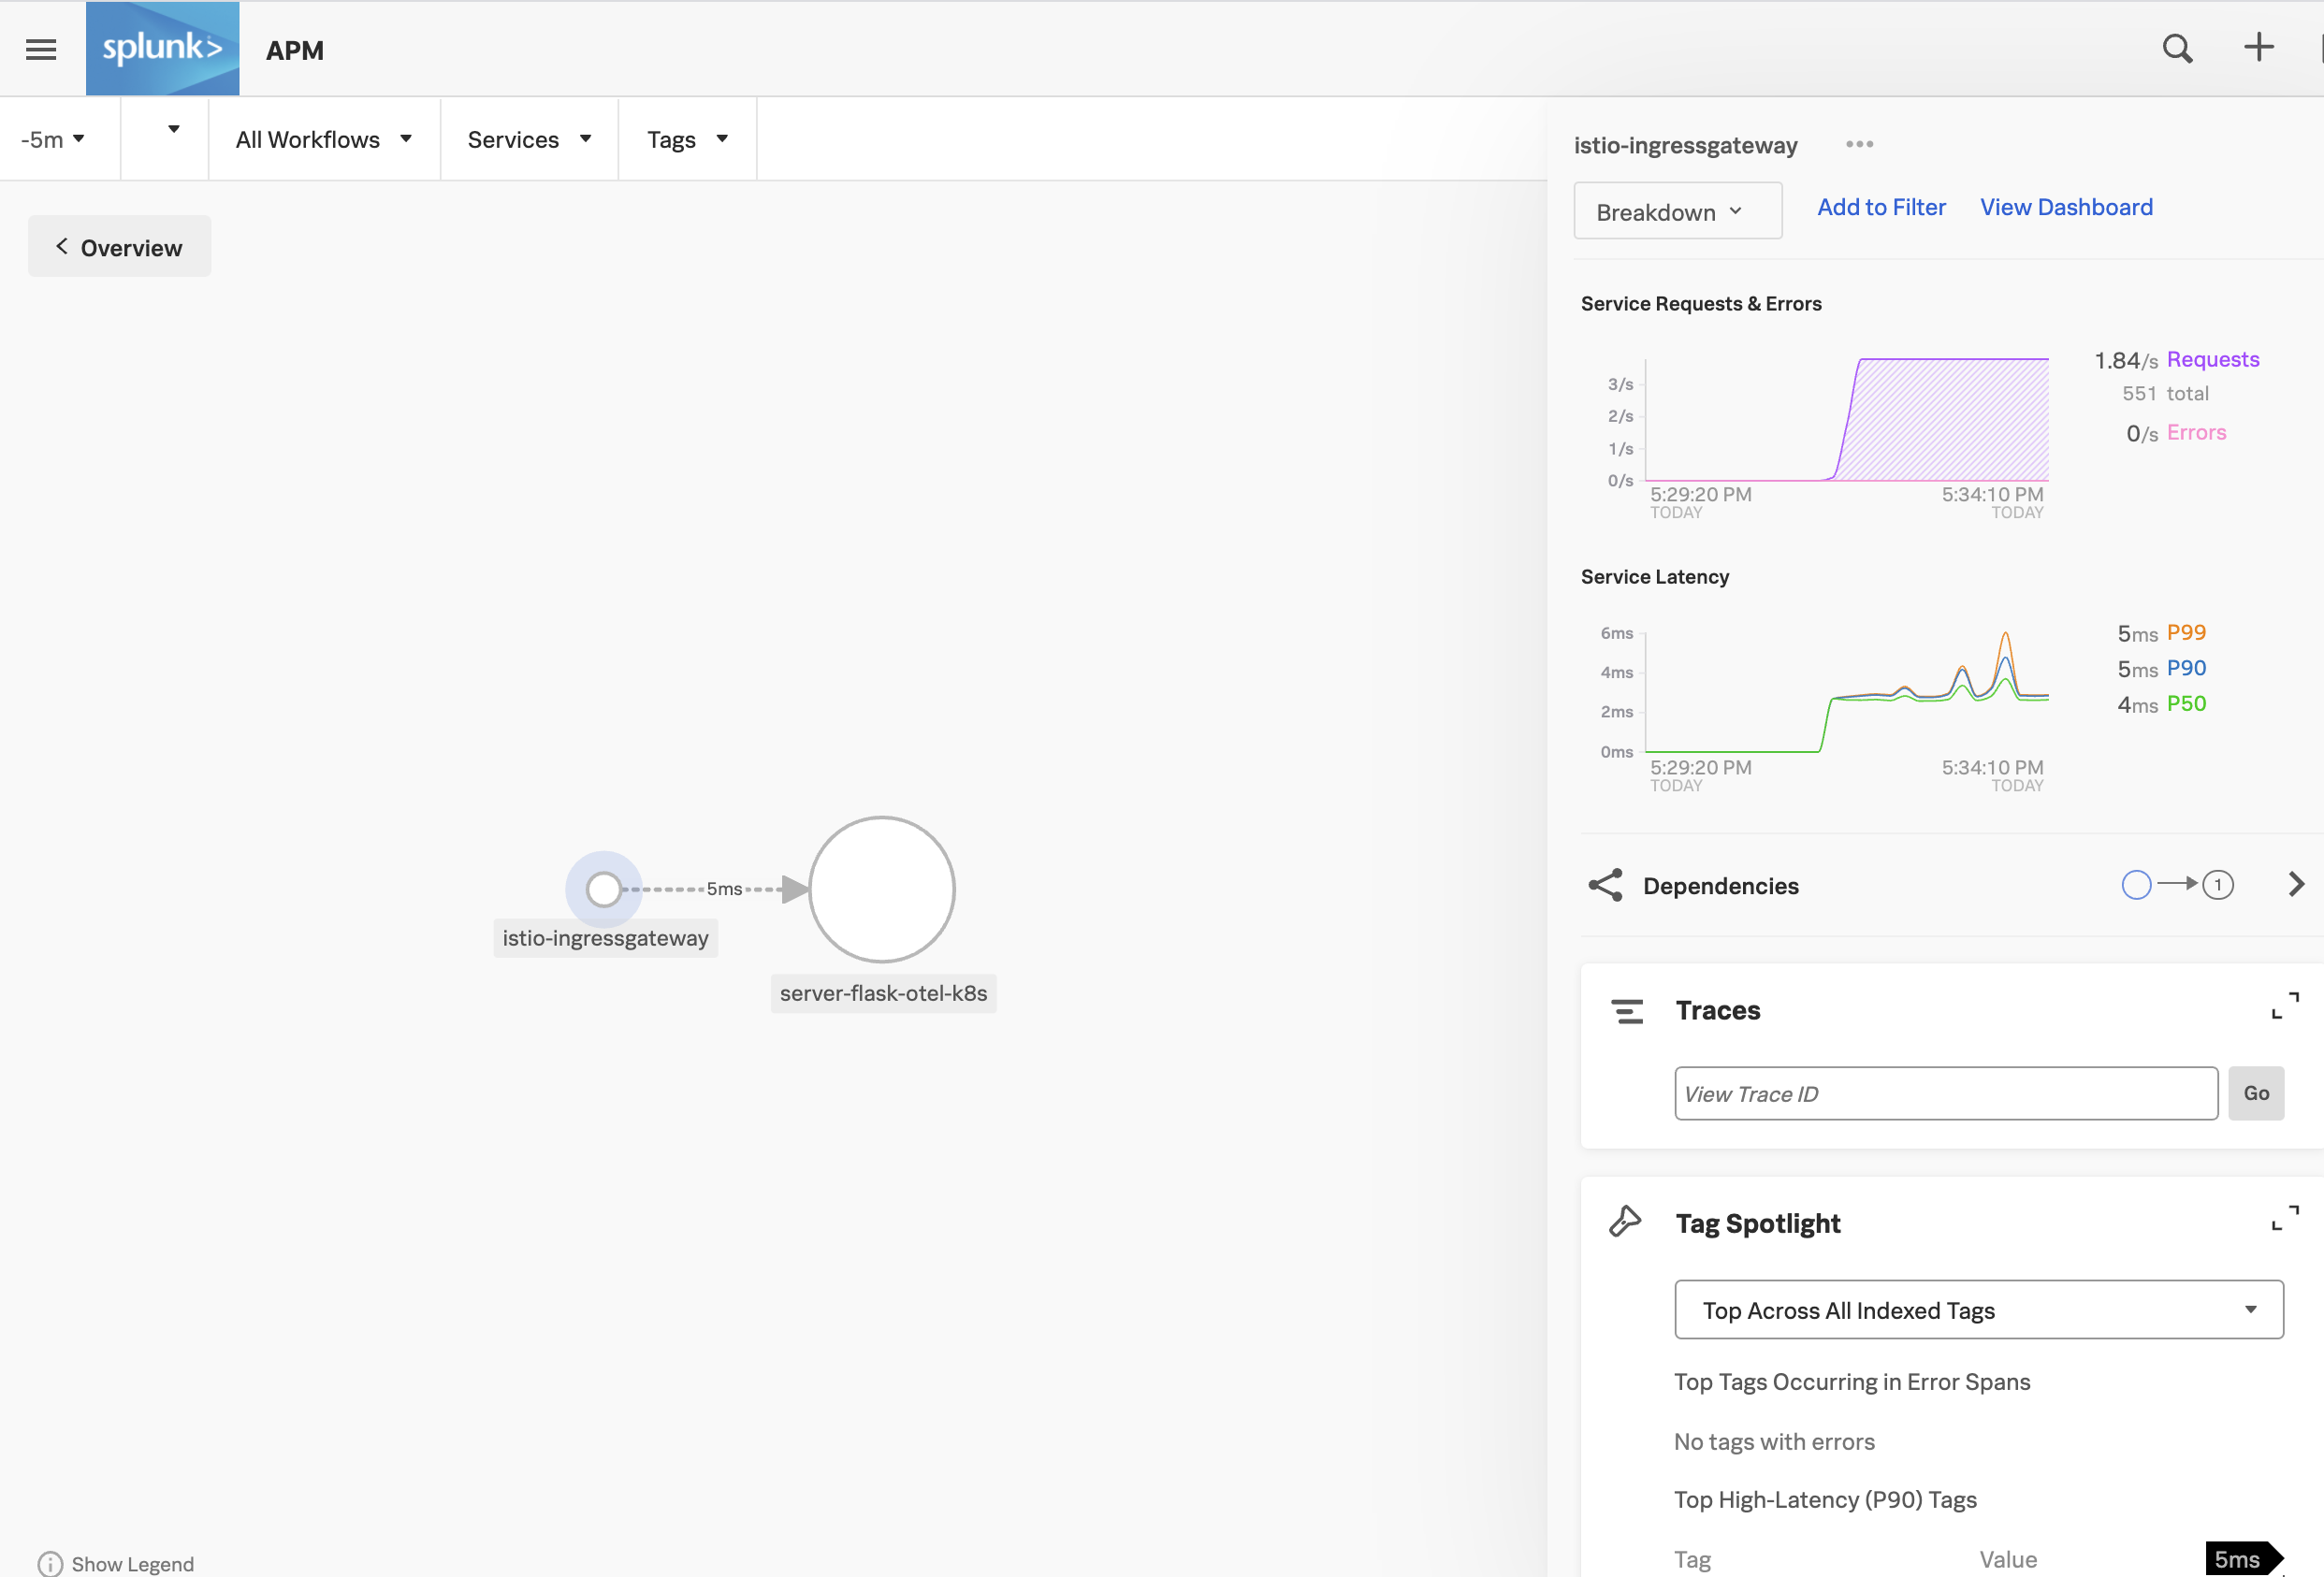 splunk> APM
-5m All Workflows Services Tags
Overview
5ms
istio-ingressgateway
server-flask-otel-k8s
Show Legend
istio-ingressgateway
Breakdown Add to Filter View Dashboard
Service Requests & Errors
3/s
2/s
1/s
0/s
5:29:20 PM 5:34:10 PM
TODAY TODAY
1.84/s Requests
551 total
0/s Errors
Service Latency
6ms
4ms
2ms
0ms
5:29:20 PM 5:34:10 PM
TODAY TODAY
5ms P99
5ms P90
4ms P50
Dependencies 1
Traces
View Trace ID Go
Tag Spotlight
Top Across All Indexed Tags
Top Tags Occurring in Error Spans
No tags with errors
Top High-Latency (P90) Tags
Tag Value 5ms